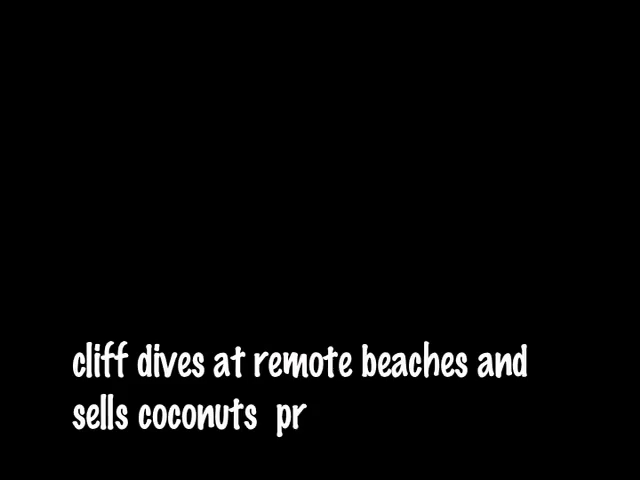 cliff dives at remote beaches and
sells coconuts  pr